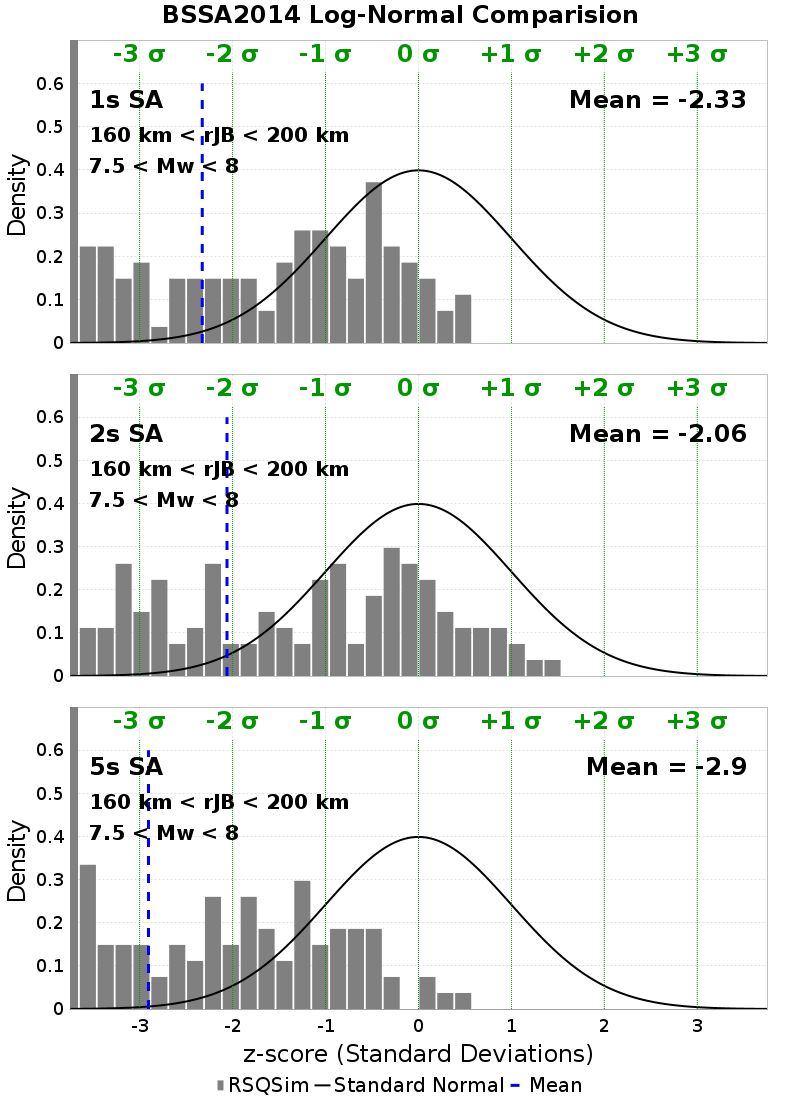 BSSA2014 Log-Normal Comparision
-3 σ -2 σ -1 σ 0 σ +1 σ +2 σ +3 σ
1s SA
Mean = -2.33
160 km < rJB < 200 km
7.5 < Mw < 8
Density
0.6
0.5
0.4
0.3
0.2
0.1
0
-3 σ -2 σ -1 σ 0 σ +1 σ +2 σ +3 σ
2s SA
Mean = -2.06
160 km < rJB < 200 km
7.5 < Mw < 8
Density
0.6
0.5
0.4
0.3
0.2
0.1
0
-3 σ -2 σ -1 σ 0 σ +1 σ +2 σ +3 σ
5s SA
Mean = -2.9
160 km < rJB < 200 km
7.5 < Mw < 8
Density
0.6
0.5
0.4
0.3
0.2
0.1
0
-3 -2 -1 0 1 2 3
z-score (Standard Deviations)
RSQSim Standard Normal Mean